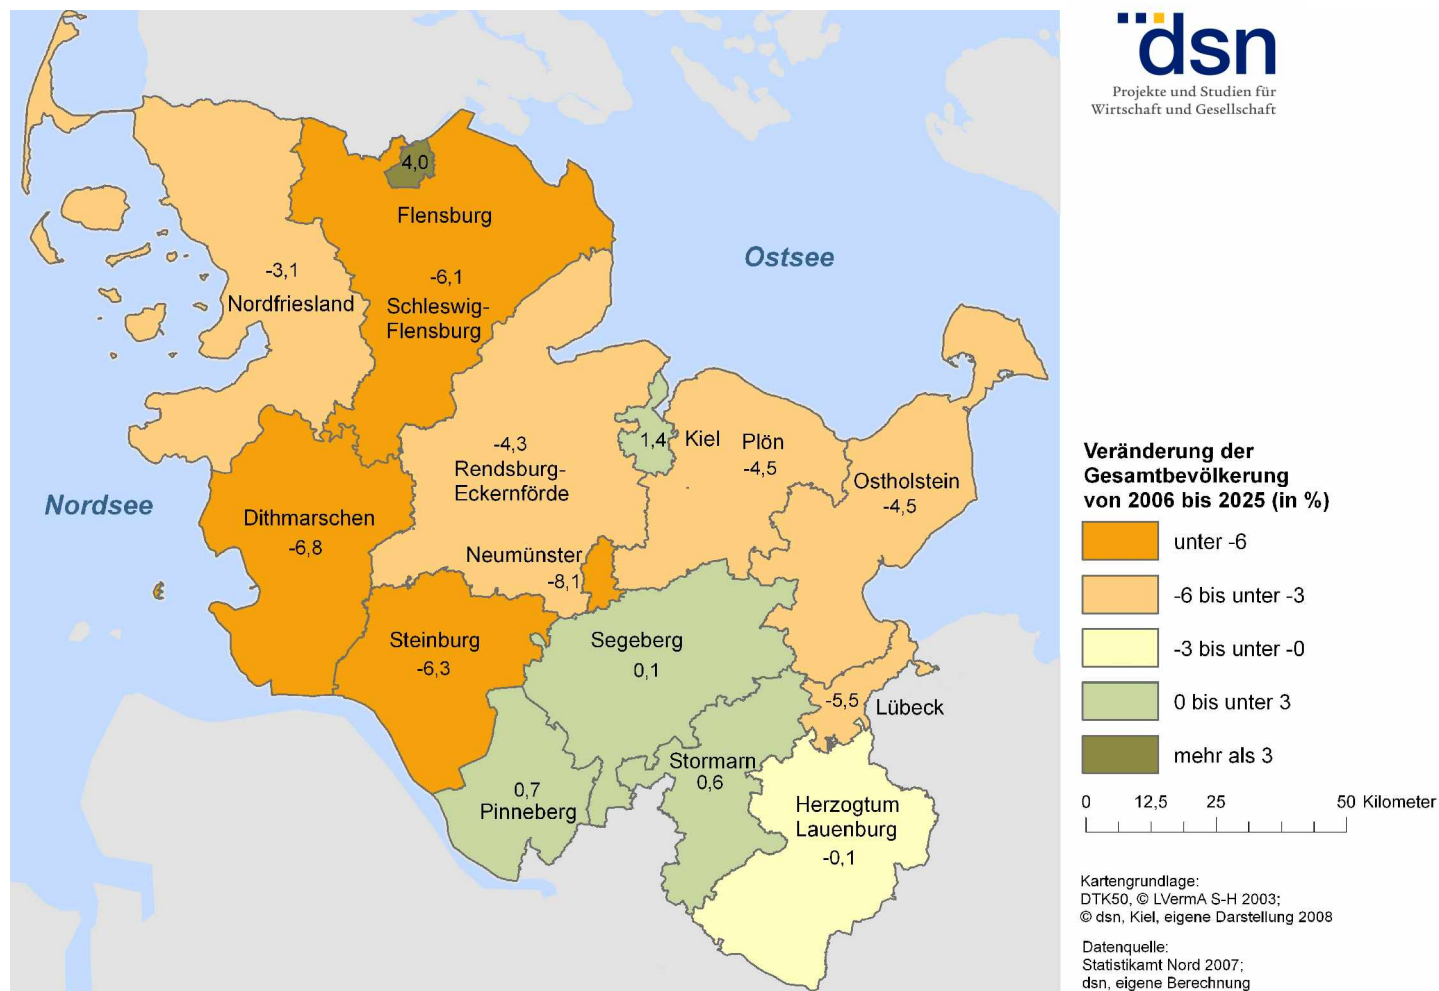 dsn
Projekte und Studien für
Wirtschaft und Gesellschaft
4,0
Flensburg
Ostsee
-3,1
Nordfriesland
-6,1
Schleswig-
Flensburg
-4,3
Rendsburg-
Eckernförde
1,4
Kiel
Plön
-4,5
Ostholstein
-4,5
Nordsee
Dithmarschen
-6,8
Neumünster
-8,1
Steinburg
-6,3
Segeberg
0,1
-5,5
Lübeck
Stormarn
0,6
0,7
Pinneberg
Herzogtum
Lauenburg
-0,1
Veränderung der
Gesamtbevölkerung
von 2006 bis 2025 (in %)
unter -6
-6 bis unter -3
-3 bis unter -0
0 bis unter 3
mehr als 3
0 12,5 25 50 Kilometer
Kartengrundlage:
DTK50, © LVermA S-H 2003;
© dsn, Kiel, eigene Darstellung 2008
Datenquelle:
Statistikamt Nord 2007;
dsn, eigene Berechnung